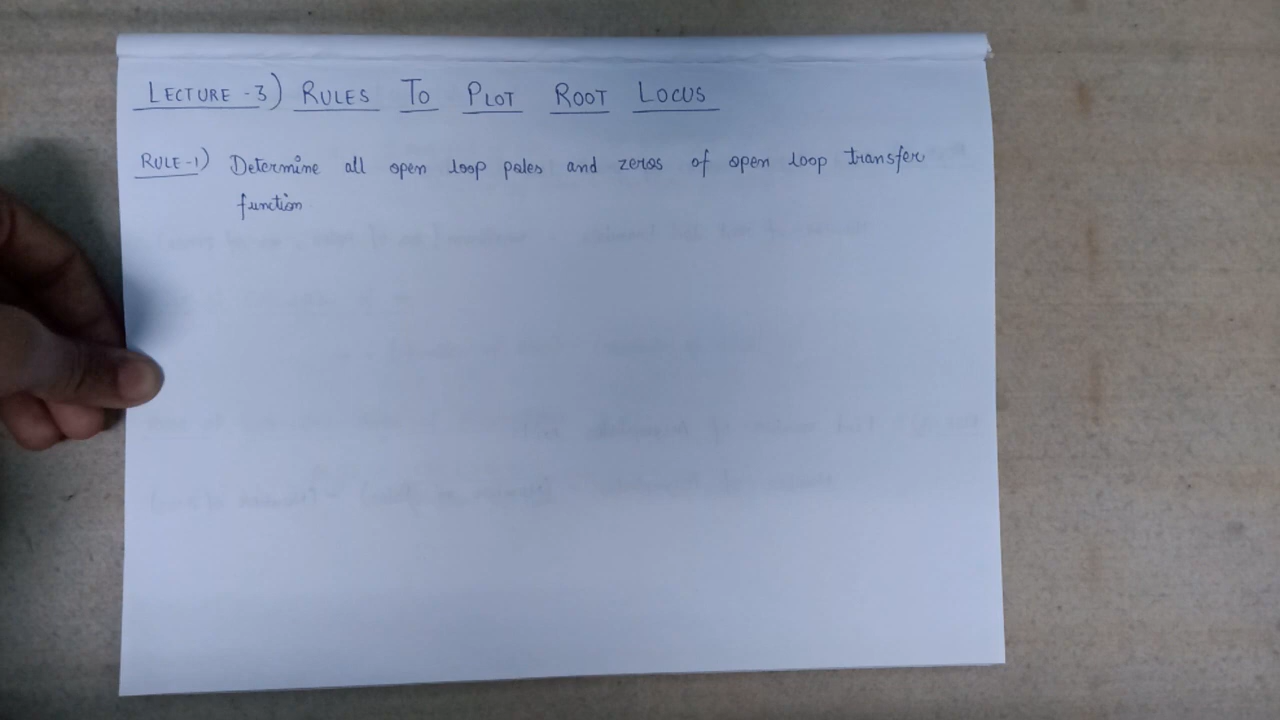 LECTURE -3) RULES TO PLOT ROOT LOCUS
RULE-1) Determine all open loop poles and zeros of open loop transfer
function